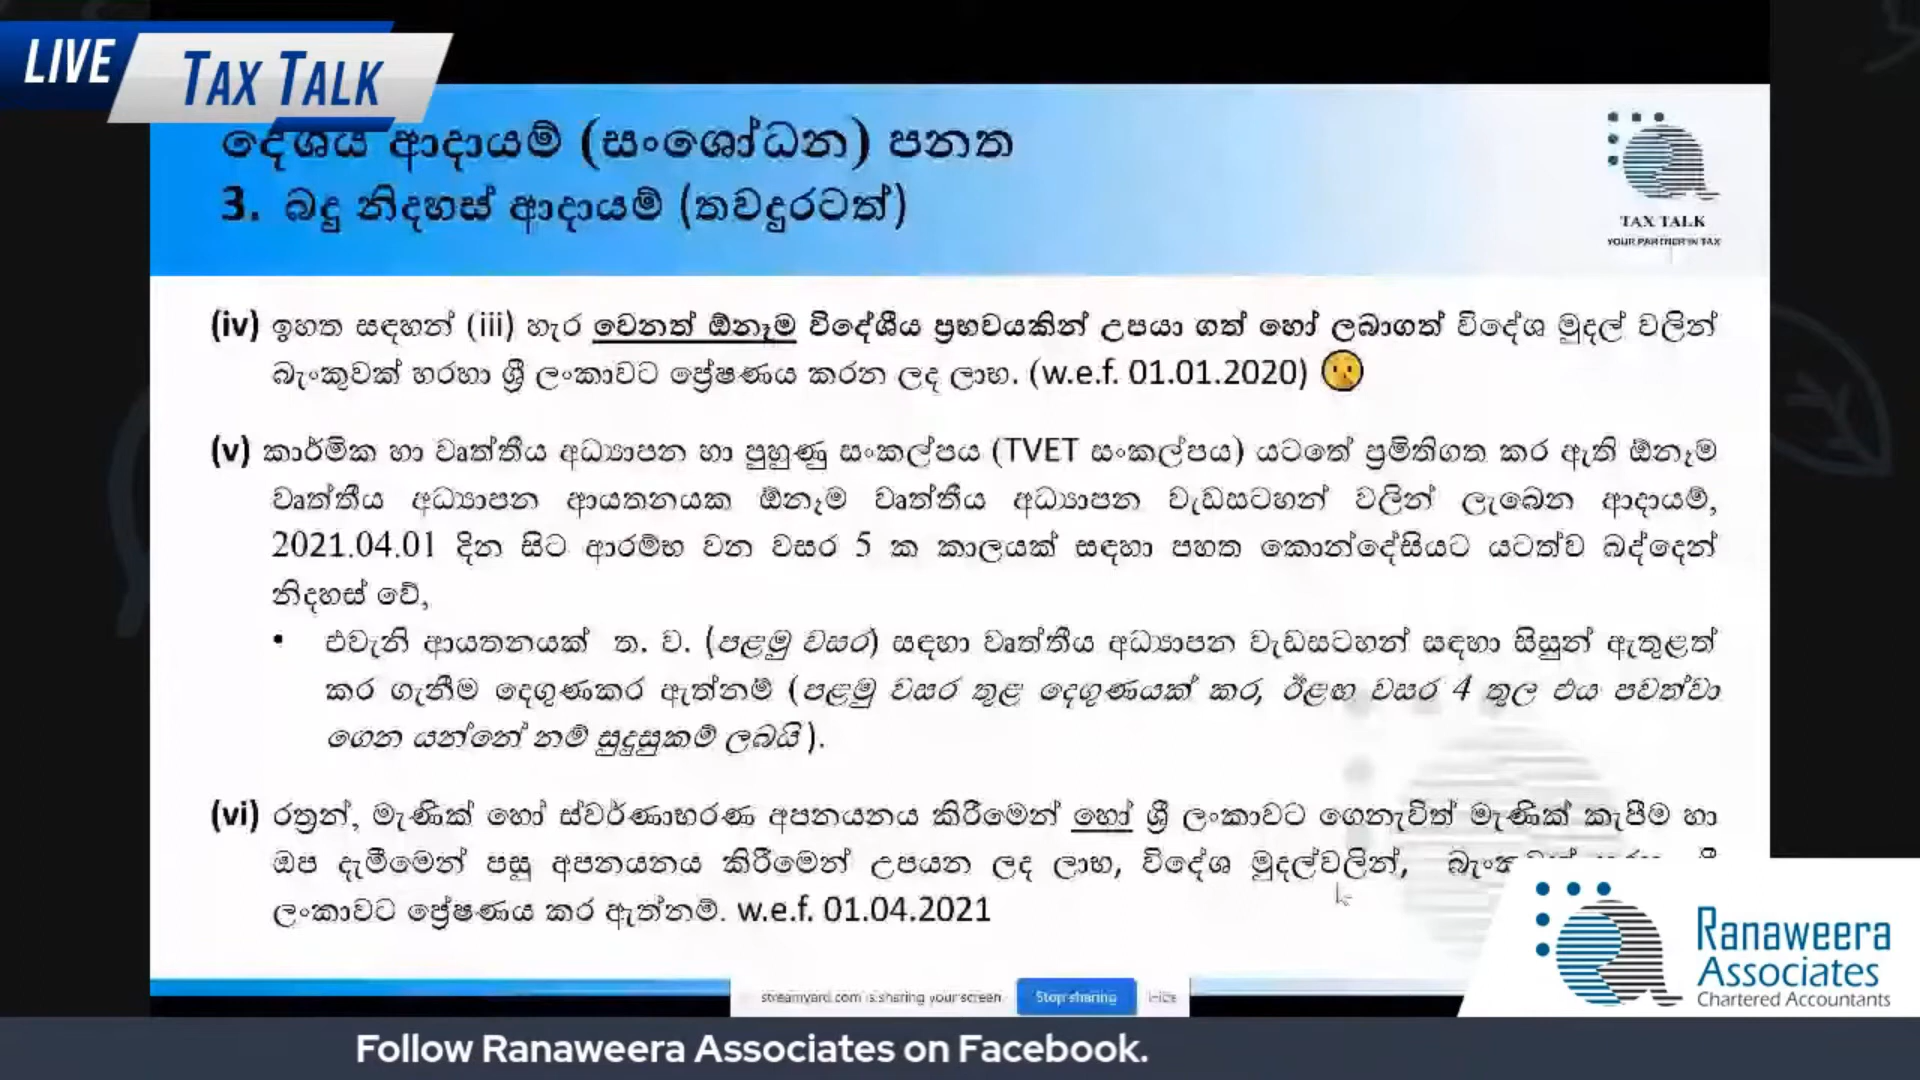 LIVE
TAX TALK
දේශීය ආදායම් (සංශෝධන) පනත
3. බදු නිදහස් ආදායම් (තවදුරටත්)
TAX TALK
YOUR PARTNER IN TAX
(iv) ඉහත සඳහන් (iii) හැර වෙනත් ඕනෑම විදේශීය ප්‍රභවයකින් උපයා ගත් හෝ ලබාගත් විදේශ මුදල් වලින්
බැංකුවක් හරහා ශ්‍රී ලංකාවට ප්‍රේෂණය කරන ලද ලාභ. (w.e.f. 01.01.2020)
(v) කාර්මික හා වෘත්තීය අධ්‍යාපන හා පුහුණු සංකල්පය (TVET සංකල්පය) යටතේ ප්‍රමිතිගත කර ඇති ඕනෑම
වෘත්තීය අධ්‍යාපන ආයතනයක ඕනෑම වෘත්තීය අධ්‍යාපන වැඩසටහන් වලින් ලැබෙන ආදායම්,
2021.04.01 දින සිට ආරම්භ වන වසර 5 ක කාලයක් සඳහා පහත කොන්දේසියට යටත්ව බද්දෙන්
නිදහස් වේ,
• එවැනි ආයතනයක් ත. ව. (පළමු වසර) සඳහා වෘත්තීය අධ්‍යාපන වැඩසටහන් සඳහා සිසුන් ඇතුළත්
කර ගැනීම දෙගුණකර ඇත්නම් (පළමු වසර තුළ දෙගුණයක් කර, ඊළඟ වසර 4 තුල එය පවත්වා
ගෙන යන්නේ නම් සුදුසුකම් ලබයි ).
(vi) රත්‍රන්, මැණික් හෝ ස්වර්ණාභරණ අපනයනය කිරීමෙන් හෝ ශ්‍රී ලංකාවට ගෙනැවිත් මැණික් කැපීම හා
ඔප දැමීමෙන් පසු අපනයනය කිරීමෙන් උපයන ලද ලාභ, විදේශ මුදල්වලින්,
ලංකාවට ප්‍රේෂණය කර ඇත්නම්. w.e.f. 01.04.2021
streamyard.com is sharing your screen. Stop sharing Hide
Ranaweera
Associates
Chartered Accountants
Follow Ranaweera Associates on Facebook.